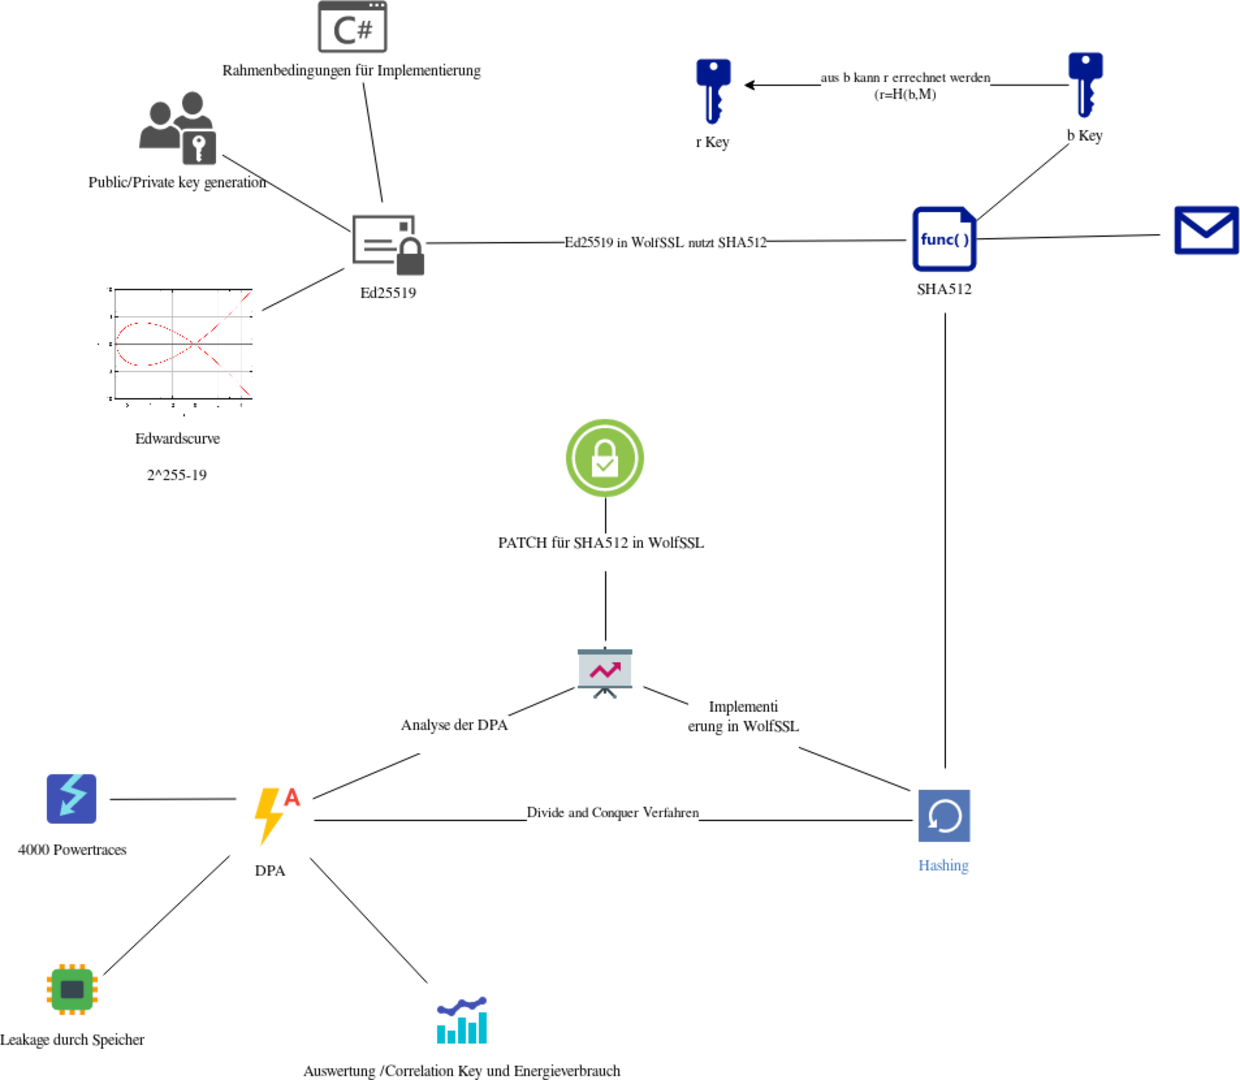 C#
Rahmenbedingungen für Implementierung
aus b kann r errechnet werden
(r=H(b,M)
r Key
b Key
Public/Private key generation
Ed25519 in WolfSSL nutzt SHA512
func( )
Ed25519
SHA512
Edwardscurve
2^255-19
PATCH für SHA512 in WolfSSL
Analyse der DPA
Implementi
erung in WolfSSL
A
Divide and Conquer Verfahren
4000 Powertraces
DPA
Hashing
Leakage durch Speicher
Auswertung /Correlation Key und Energieverbrauch